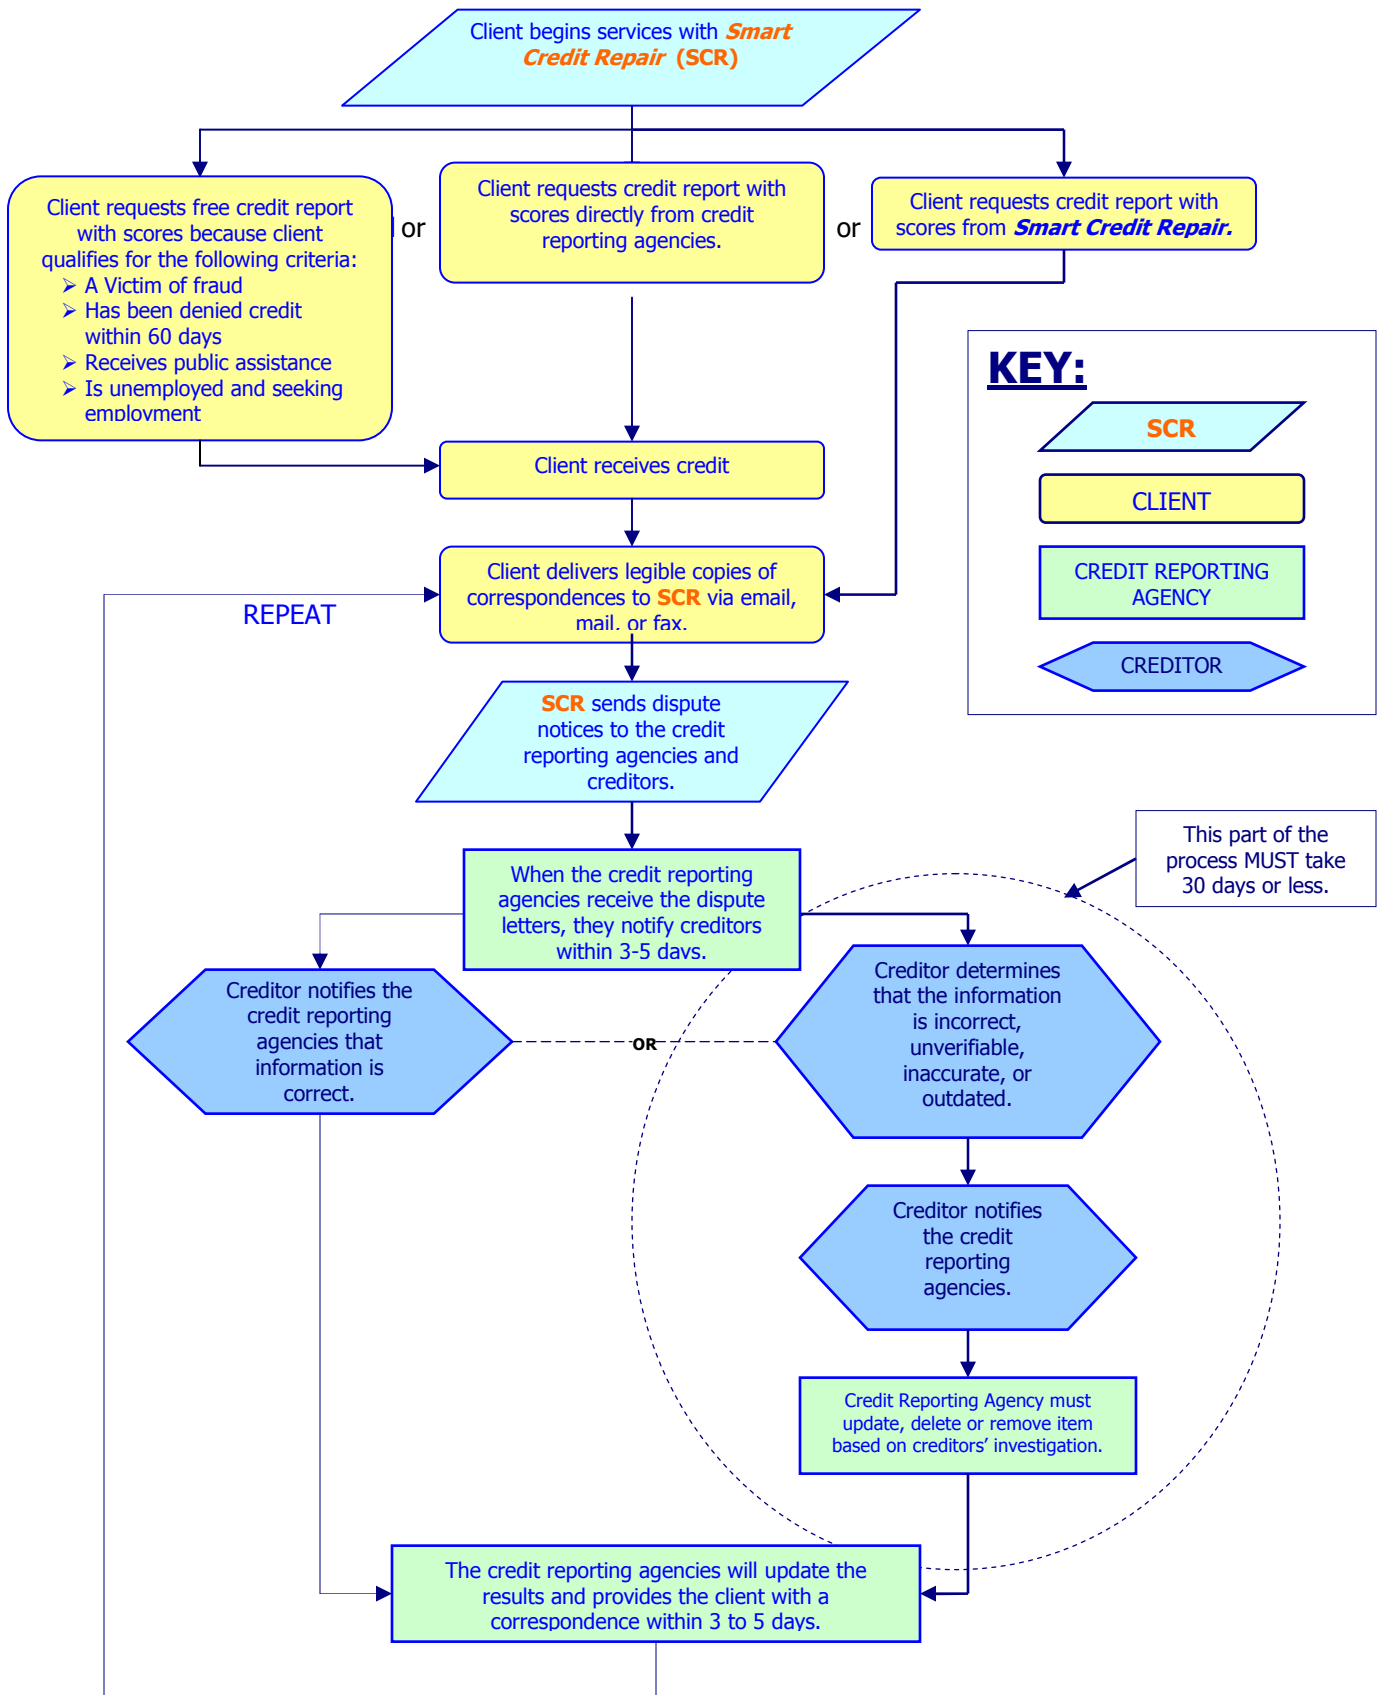 Client begins services with Smart
Credit Repair (SCR)
Client requests free credit report
with scores because client
qualifies for the following criteria:
➢ A Victim of fraud
➢ Has been denied credit
within 60 days
➢ Receives public assistance
➢ Is unemployed and seeking
employment
or
Client requests credit report with
scores directly from credit
reporting agencies.
or
Client requests credit report with
scores from Smart Credit Repair.
KEY:
SCR
CLIENT
CREDIT REPORTING
AGENCY
CREDITOR
Client receives credit
Client delivers legible copies of
correspondences to SCR via email,
mail, or fax.
REPEAT
SCR sends dispute
notices to the credit
reporting agencies and
creditors.
This part of the
process MUST take
30 days or less.
When the credit reporting
agencies receive the dispute
letters, they notify creditors
within 3-5 days.
Creditor notifies the
credit reporting
agencies that
information is
correct.
OR
Creditor determines
that the information
is incorrect,
unverifiable,
inaccurate, or
outdated.
Creditor notifies
the credit
reporting
agencies.
Credit Reporting Agency must
update, delete or remove item
based on creditors’ investigation.
The credit reporting agencies will update the
results and provides the client with a
correspondence within 3 to 5 days.